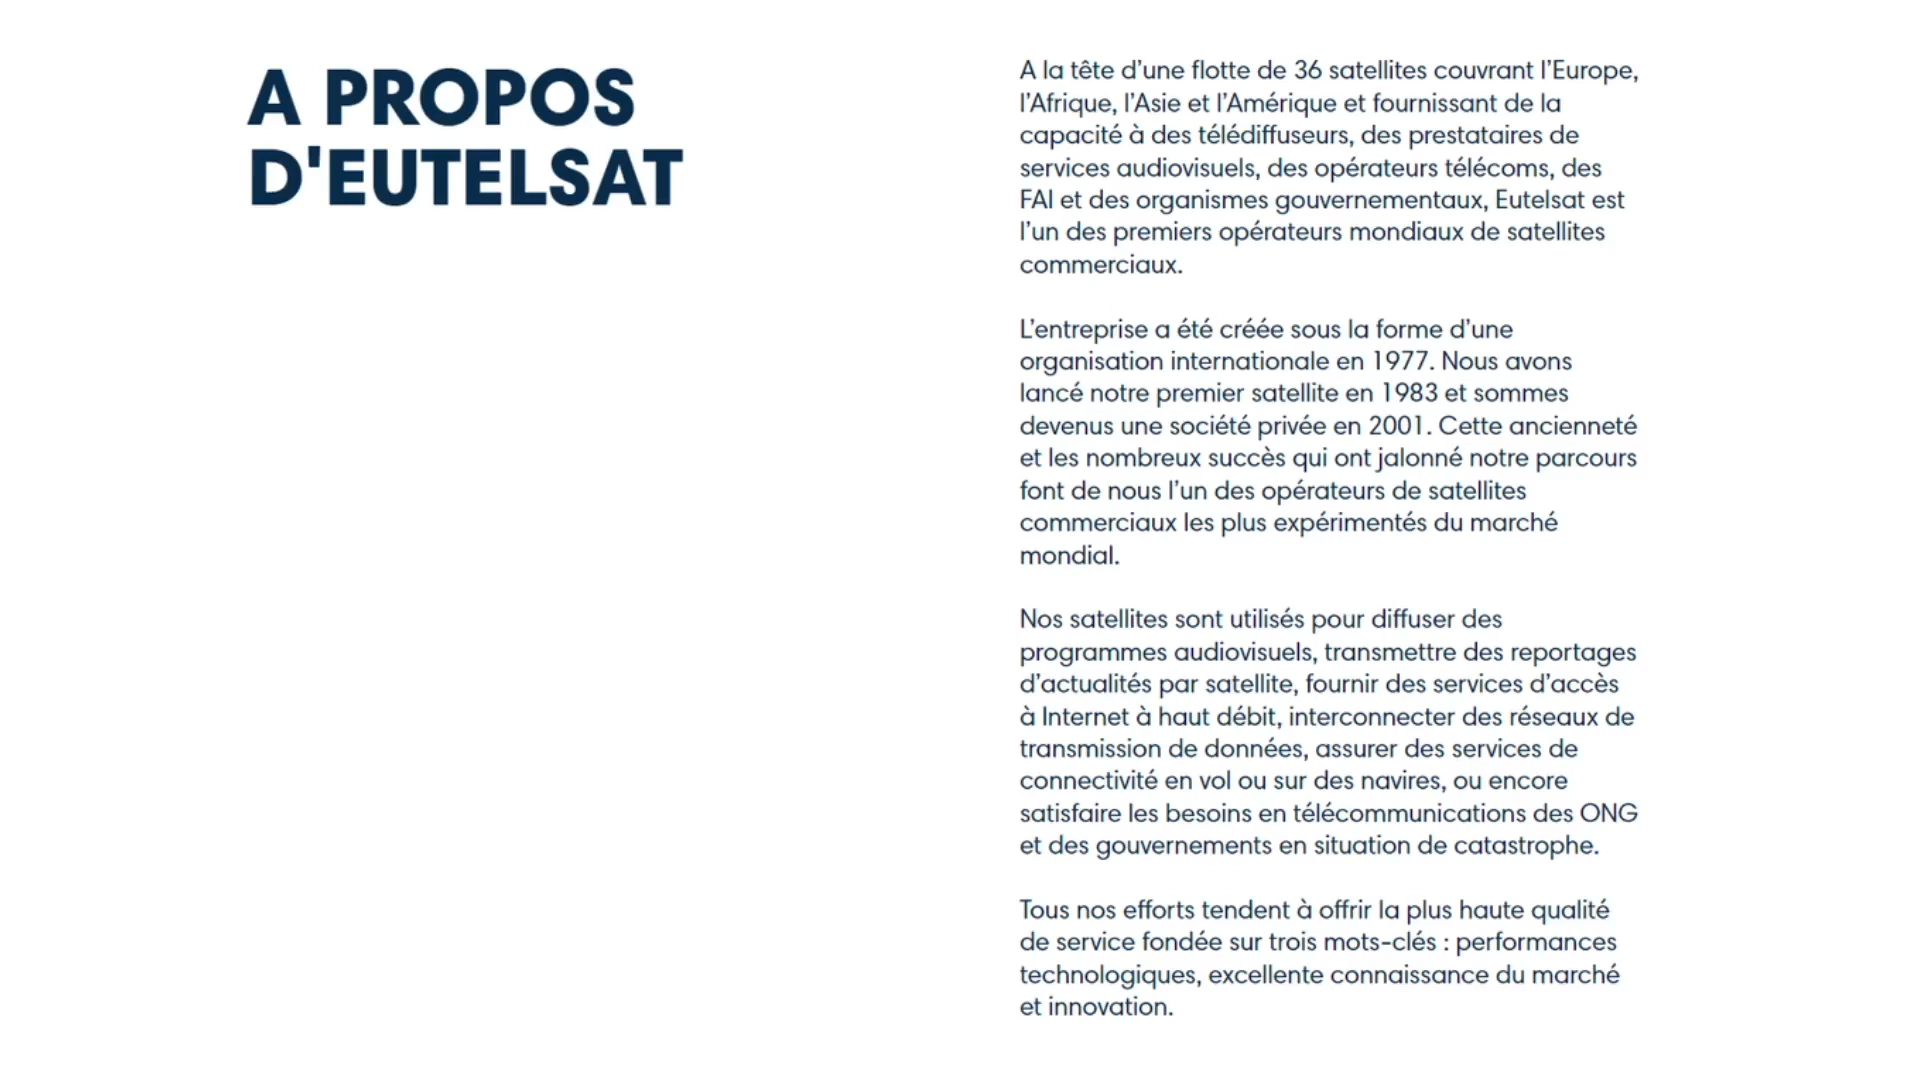 A PROPOS
D'EUTELSAT
A la tête d’une flotte de 36 satellites couvrant l’Europe,
l’Afrique, l’Asie et l’Amérique et fournissant de la
capacité à des télédiffuseurs, des prestataires de
services audiovisuels, des opérateurs télécoms, des
FAI et des organismes gouvernementaux, Eutelsat est
l’un des premiers opérateurs mondiaux de satellites
commerciaux.
L’entreprise a été créée sous la forme d’une
organisation internationale en 1977. Nous avons
lancé notre premier satellite en 1983 et sommes
devenus une société privée en 2001. Cette ancienneté
et les nombreux succès qui ont jalonné notre parcours
font de nous l’un des opérateurs de satellites
commerciaux les plus expérimentés du marché
mondial.
Nos satellites sont utilisés pour diffuser des
programmes audiovisuels, transmettre des reportages
d’actualités par satellite, fournir des services d’accès
à Internet à haut débit, interconnecter des réseaux de
transmission de données, assurer des services de
connectivité en vol ou sur des navires, ou encore
satisfaire les besoins en télécommunications des ONG
et des gouvernements en situation de catastrophe.
Tous nos efforts tendent à offrir la plus haute qualité
de service fondée sur trois mots-clés : performances
technologiques, excellente connaissance du marché
et innovation.